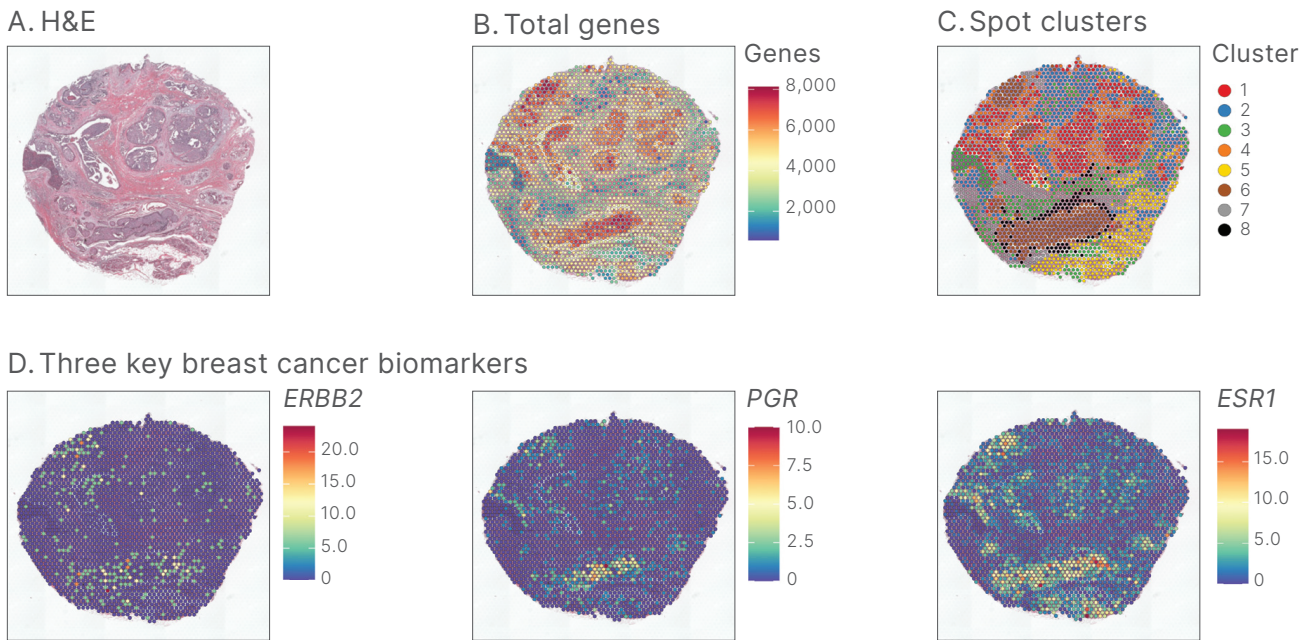 A. H&E
B. Total genes
Genes
8,000
6,000
4,000
2,000
C. Spot clusters
Cluster
1
2
3
4
5
6
7
8
D. Three key breast cancer biomarkers
ERBB2
20.0
15.0
10.0
5.0
0
PGR
10.0
7.5
5.0
2.5
0
ESR1
15.0
10.0
5.0
0